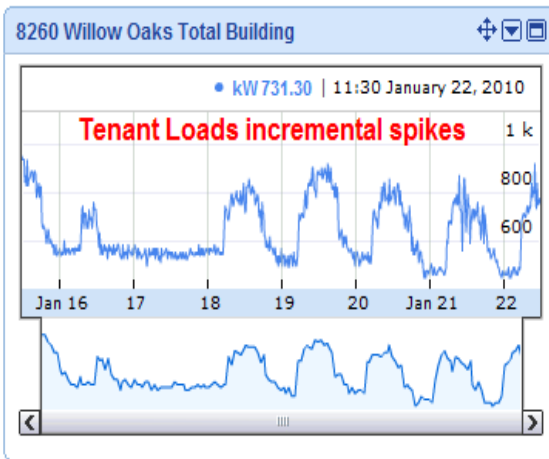 8260 Willow Oaks Total Building
kW 731.30 | 11:30 January 22, 2010
Tenant Loads incremental spikes
1 k
800
600
Jan 16 17 18 19 20 Jan 21 22